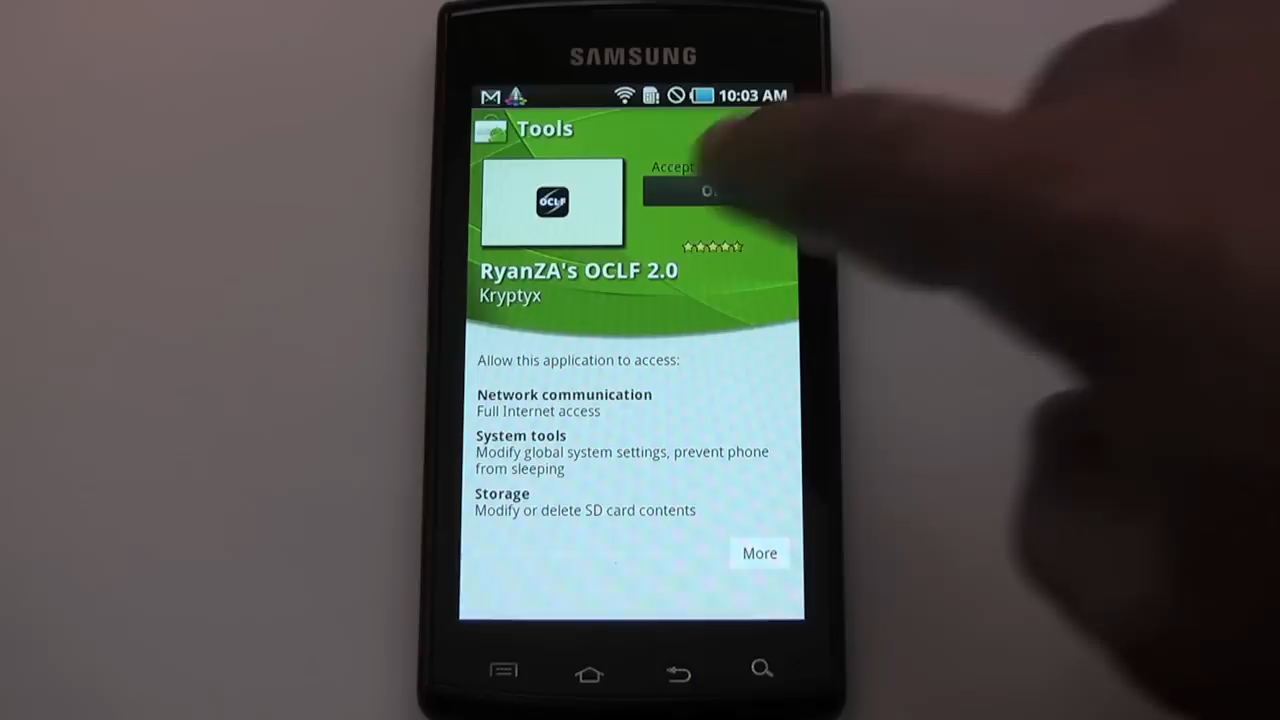 SAMSUNG
10:03 AM
Tools
Accept
OCLF
RyanZA's OCLF 2.0
Kryptyx
Allow this application to access:
Network communication
Full Internet access
System tools
Modify global system settings, prevent phone
from sleeping
Storage
Modify or delete SD card contents
More